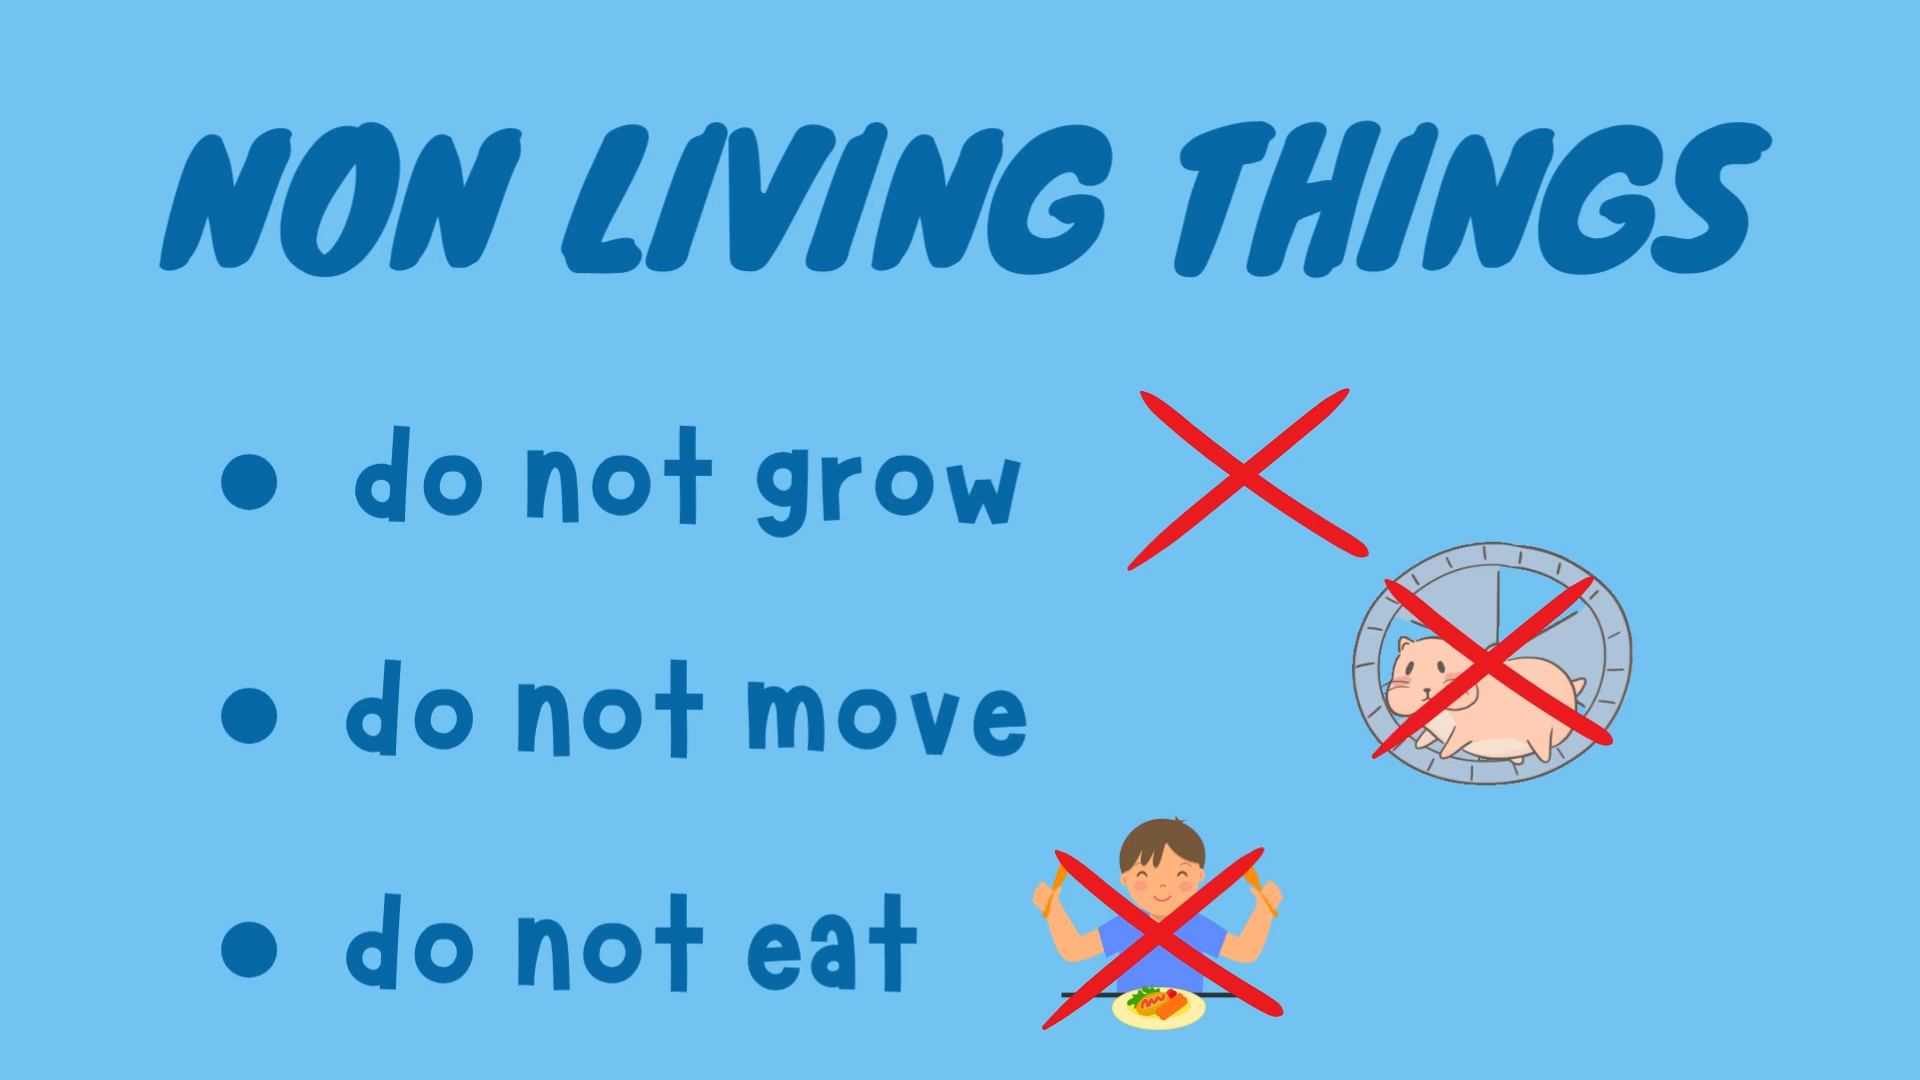 NON LIVING THINGS
• do not grow
• do not move
• do not eat